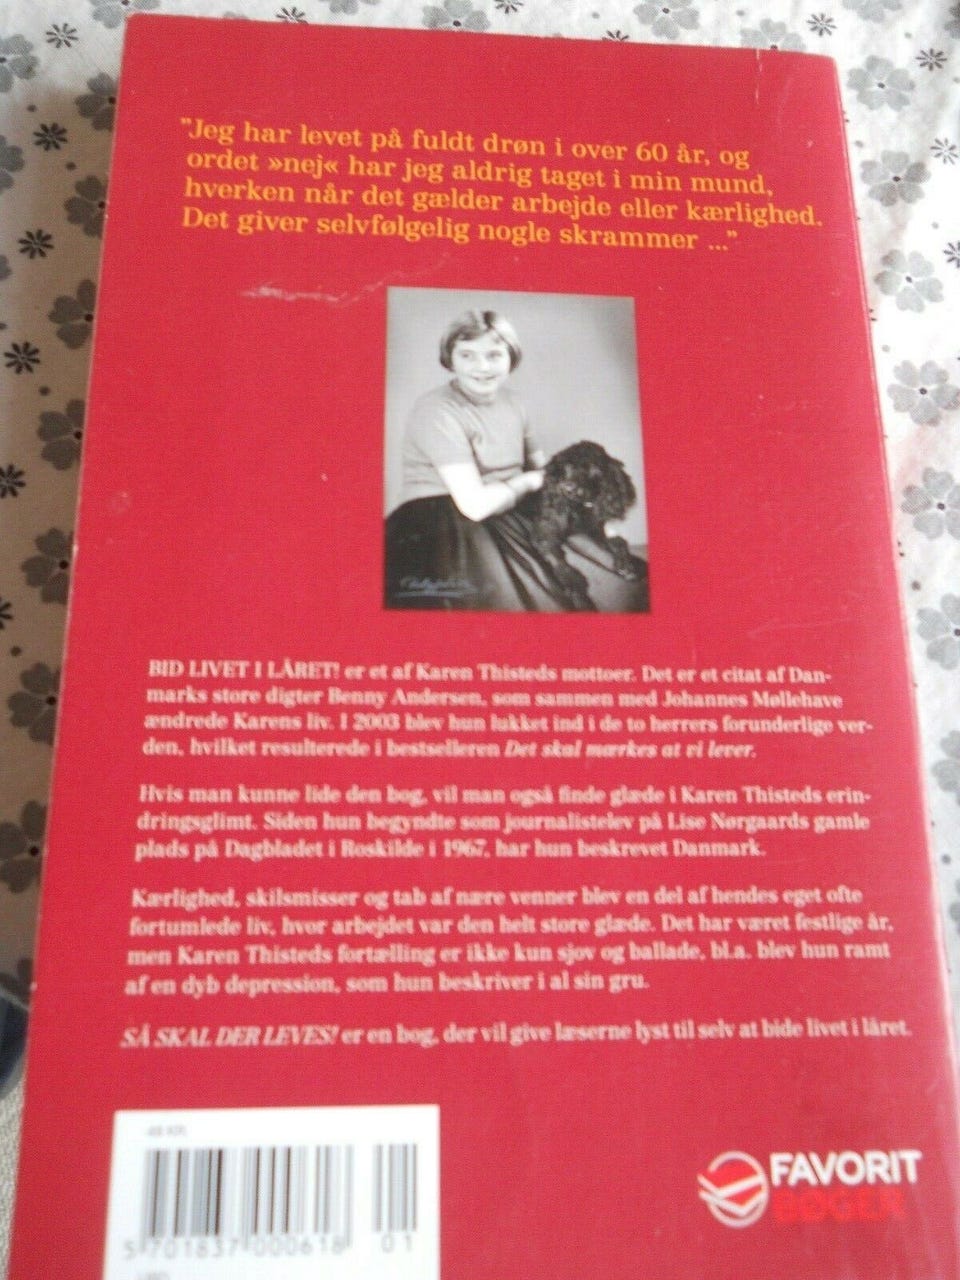 "Jeg har levet på fuldt drøn i over 60 år, og
ordet »nej« har jeg aldrig taget i min mund,
hverken når det gælder arbejde eller kærlighed.
Det giver selvfølgelig nogle skrammer ..."
BID LIVET I LÅRET! er et af Karen Thisteds mottoer. Det er et citat af Dan-
marks store digter Benny Andersen, som sammen med Johannes Møllehave
ændrede Karens liv. I 2003 blev hun lukket ind i de to herrers forunderlige ver-
den, hvilket resulterede i bestselleren Det skal mærkes at vi lever.
Hvis man kunne lide den bog, vil man også finde glæde i Karen Thisteds erin-
dringsglimt. Siden hun begyndte som journalistelev på Lise Nørgaards gamle
plads på Dagbladet i Roskilde i 1967, har hun beskrevet Danmark.
Kærlighed, skilsmisser og tab af nære venner blev en del af hendes eget ofte
fortumlede liv, hvor arbejdet var den helt store glæde. Det har været festlige år,
men Karen Thisteds fortælling er ikke kun sjov og ballade, bl.a. blev hun ramt
af en dyb depression, som hun beskriver i al sin gru.
SÅ SKAL DER LEVES! er en bog, der vil give læserne lyst til selv at bide livet i låret.
FAVORIT
BØGER
5 701837 000618 01